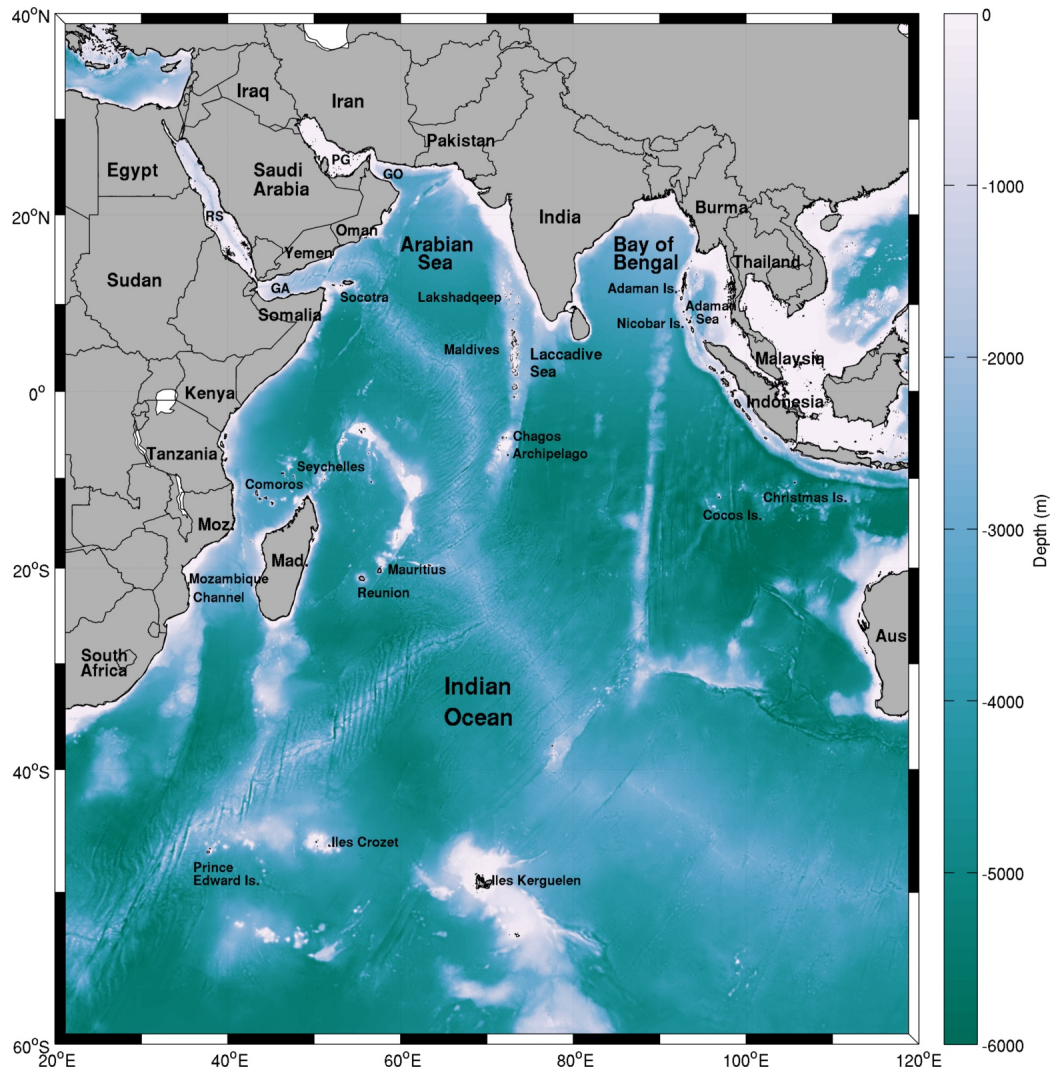 40°N
0
Iraq
Iran
Pakistan
PG
Egypt
Saudi
Arabia
GO
-1000
Burma
20°N
RS
India
Oman
Arabian
Sea
Bay of
Bengal
Yemen
Thailand
Sudan
GA
Socotra
Lakshadqeep
Adaman Is.
Adaman
Sea
Somalia
Nicobar Is.
Maldives
Laccadive
Sea
Malaysia
-2000
0°
Kenya
Indonesia
Chagos
Archipelago
Tanzania
Seychelles
Comoros
Christmas Is.
Cocos Is.
Moz.
-3000
Depth (m)
Mad.
20°S
Mozambique
Channel
Mauritius
Reunion
Aus
South
Africa
Indian
Ocean
-4000
40°S
Iles Crozet
Prince
Edward Is.
Iles Kerguelen
-5000
60°S
-6000
20°E
40°E
60°E
80°E
100°E
120°E